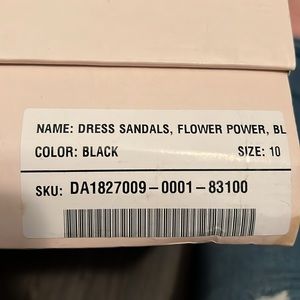 NAME: DRESS SANDALS, FLOWER POWER, BL
COLOR: BLACK SIZE: 10
SKU: DA1827009-0001-83100